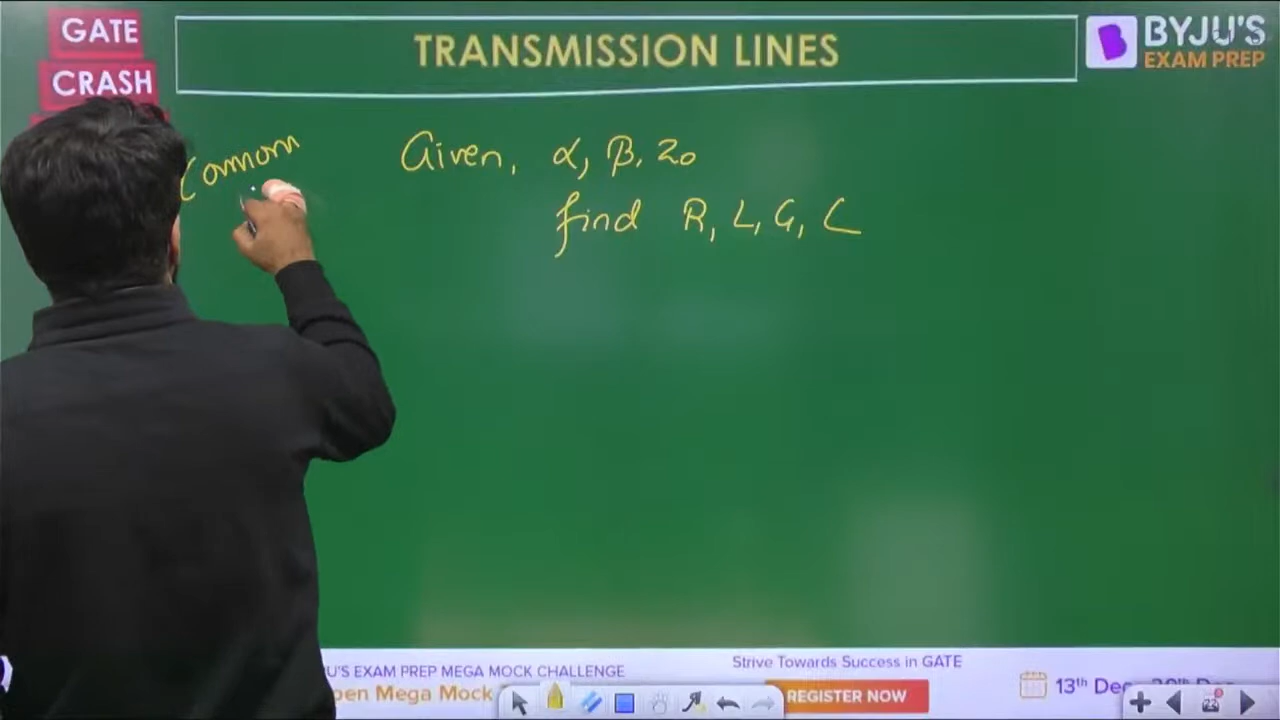 GATE
CRASH
TRANSMISSION LINES
BYJU'S
EXAM PREP
Common
Given, α, β, Z0
find R, L, G, C
U'S EXAM PREP MEGA MOCK CHALLENGE
pen Mega Mock
Strive Towards Success in GATE
REGISTER NOW
13th Dec
22